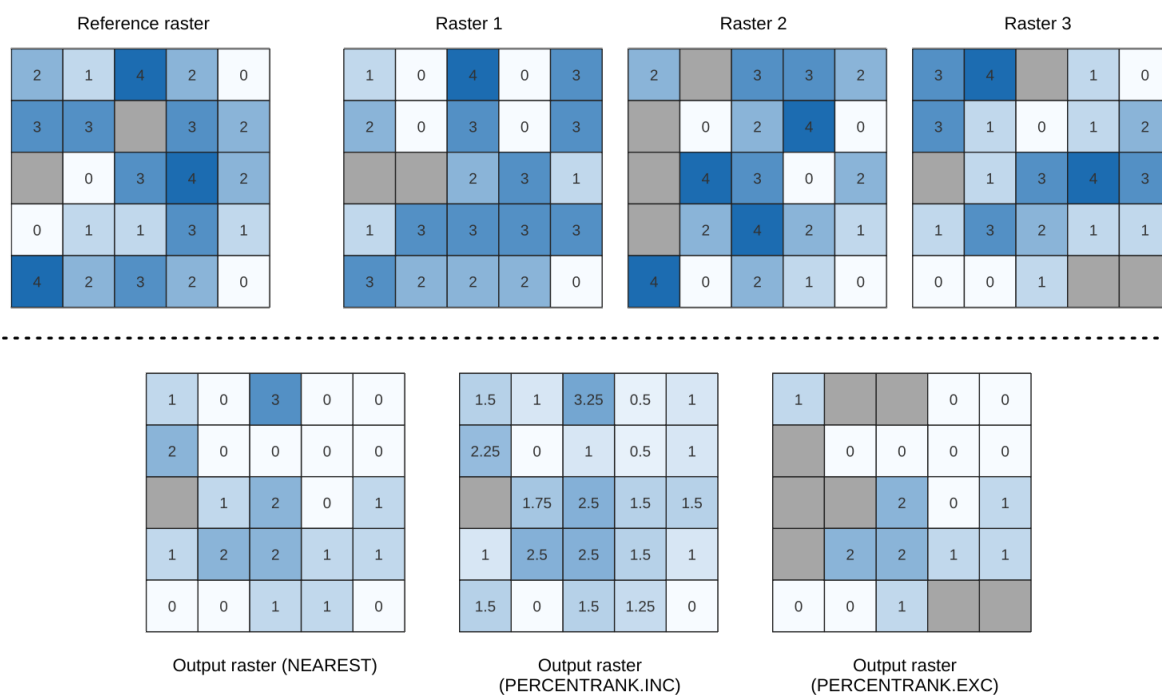 Reference raster Raster 1 Raster 2 Raster 3
2 1 4 2 0 1 0 4 0 3 2 3 3 2 3 4 1 0
3 3 3 2 2 0 3 0 3 0 2 4 0 3 1 0 1 2
0 3 4 2 2 3 1 4 3 0 2 1 3 4 3
0 1 1 3 1 1 3 3 3 3 2 4 2 1 1 3 2 1 1
4 2 3 2 0 3 2 2 2 0 4 0 2 1 0 0 0 1
1 0 3 0 0 1.5 1 3.25 0.5 1 1 0 0
2 0 0 0 0 2.25 0 1 0.5 1 0 0 0 0
1 2 0 1 1.75 2.5 1.5 1.5 2 0 1
1 2 2 1 1 1 2.5 2.5 1.5 1 2 2 1 1
0 0 1 1 0 1.5 0 1.5 1.25 0 0 0 1
Output raster (NEAREST) Output raster Output raster
(PERCENTRANK.INC) (PERCENTRANK.EXC)